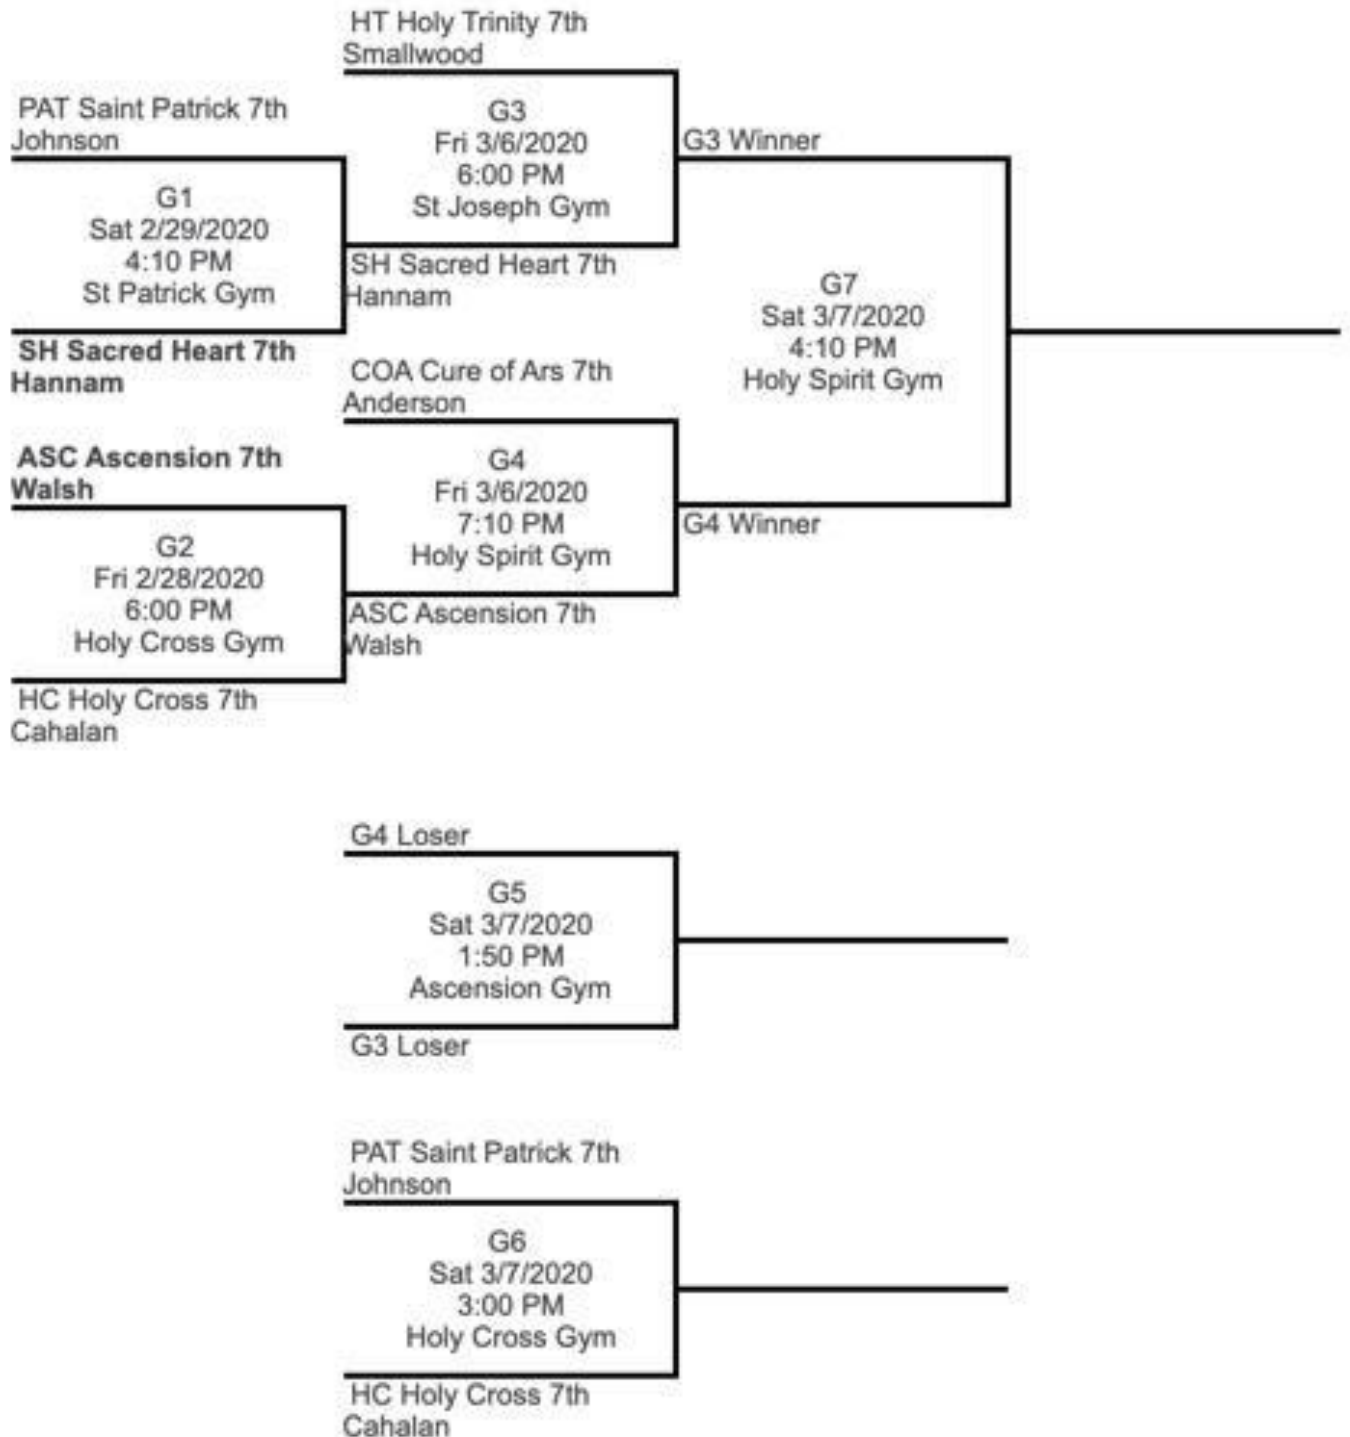 HT Holy Trinity 7th
Smallwood
PAT Saint Patrick 7th
Johnson
G3
Fri 3/6/2020
6:00 PM
St Joseph Gym
G3 Winner
G1
Sat 2/29/2020
4:10 PM
St Patrick Gym
SH Sacred Heart 7th
Hannam
SH Sacred Heart 7th
Hannam
G7
Sat 3/7/2020
4:10 PM
Holy Spirit Gym
COA Cure of Ars 7th
Anderson
ASC Ascension 7th
Walsh
G4
Fri 3/6/2020
7:10 PM
Holy Spirit Gym
G4 Winner
G2
Fri 2/28/2020
6:00 PM
Holy Cross Gym
ASC Ascension 7th
Walsh
HC Holy Cross 7th
Cahalan
G4 Loser
G5
Sat 3/7/2020
1:50 PM
Ascension Gym
G3 Loser
PAT Saint Patrick 7th
Johnson
G6
Sat 3/7/2020
3:00 PM
Holy Cross Gym
HC Holy Cross 7th
Cahalan